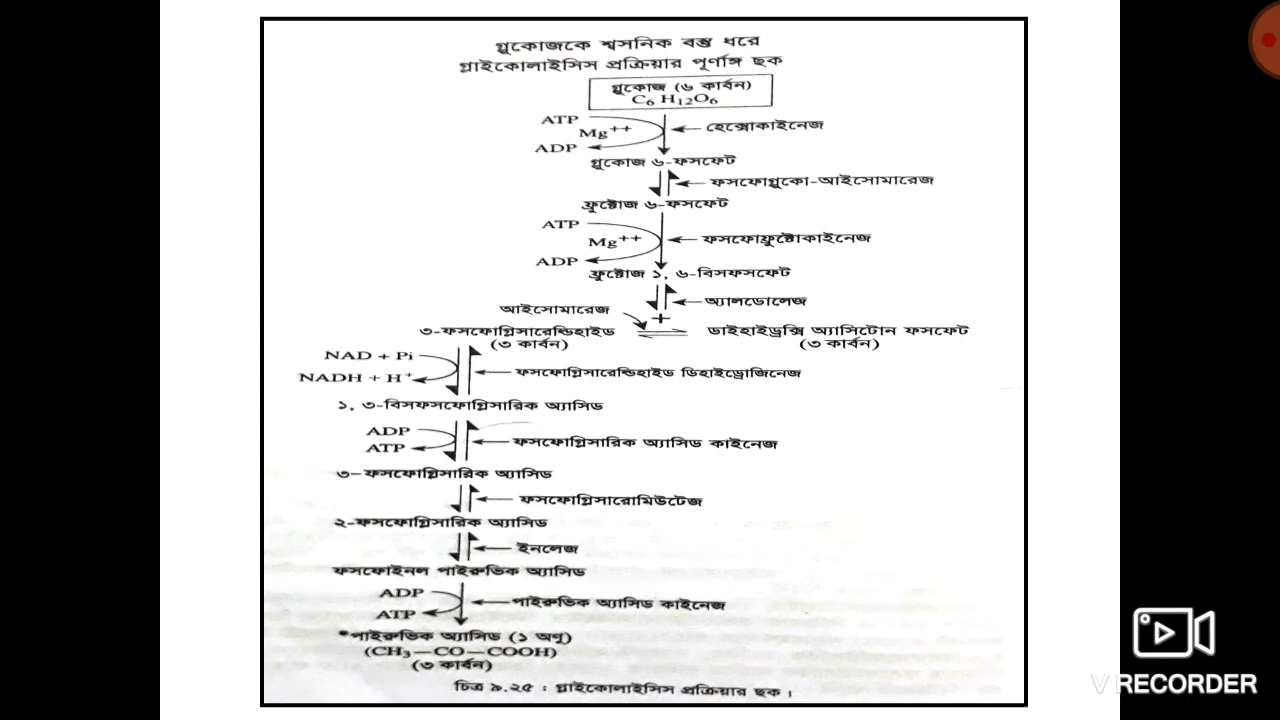 গ্লুকোজকে শ্বসনিক বস্তু ধরে
গ্লাইকোলাইসিস প্রক্রিয়ার পূর্ণাঙ্গ ছক
গ্লুকোজ (৬ কার্বন)
C6 H12O6
ATP
Mg++
ADP
হেক্সোকাইনেজ
গ্লুকোজ ৬-ফসফেট
ফসফোগ্লুকো-আইসোমারেজ
ফ্রুক্টোজ ৬-ফসফেট
ATP
Mg++
ADP
ফসফোফ্রুক্টোকাইনেজ
ফ্রুক্টোজ ১, ৬-বিসফসফেট
অ্যালডোলেজ
আইসোমারেজ
+
৩-ফসফোগ্লিসারেল্ডিহাইড
(৩ কার্বন)
ডাইহাইড্রক্সি অ্যাসিটোন ফসফেট
(৩ কার্বন)
NAD + Pi
NADH + H+
ফসফোগ্লিসারেল্ডিহাইড ডিহাইড্রোজিনেজ
১, ৩-বিসফসফোগ্লিসারিক অ্যাসিড
ADP
ATP
ফসফোগ্লিসারিক অ্যাসিড কাইনেজ
৩-ফসফোগ্লিসারিক অ্যাসিড
ফসফোগ্লিসারোমিউটেজ
২-ফসফোগ্লিসারিক অ্যাসিড
ইনলেজ
ফসফোইনল পাইরুভিক অ্যাসিড
ADP
ATP
পাইরুভিক অ্যাসিড কাইনেজ
*পাইরুভিক অ্যাসিড (১ অণু)
(CH3—CO—COOH)
(৩ কার্বন)
চিত্র ৯.২৫ : গ্লাইকোলাইসিস প্রক্রিয়ার ছক।
V RECORDER